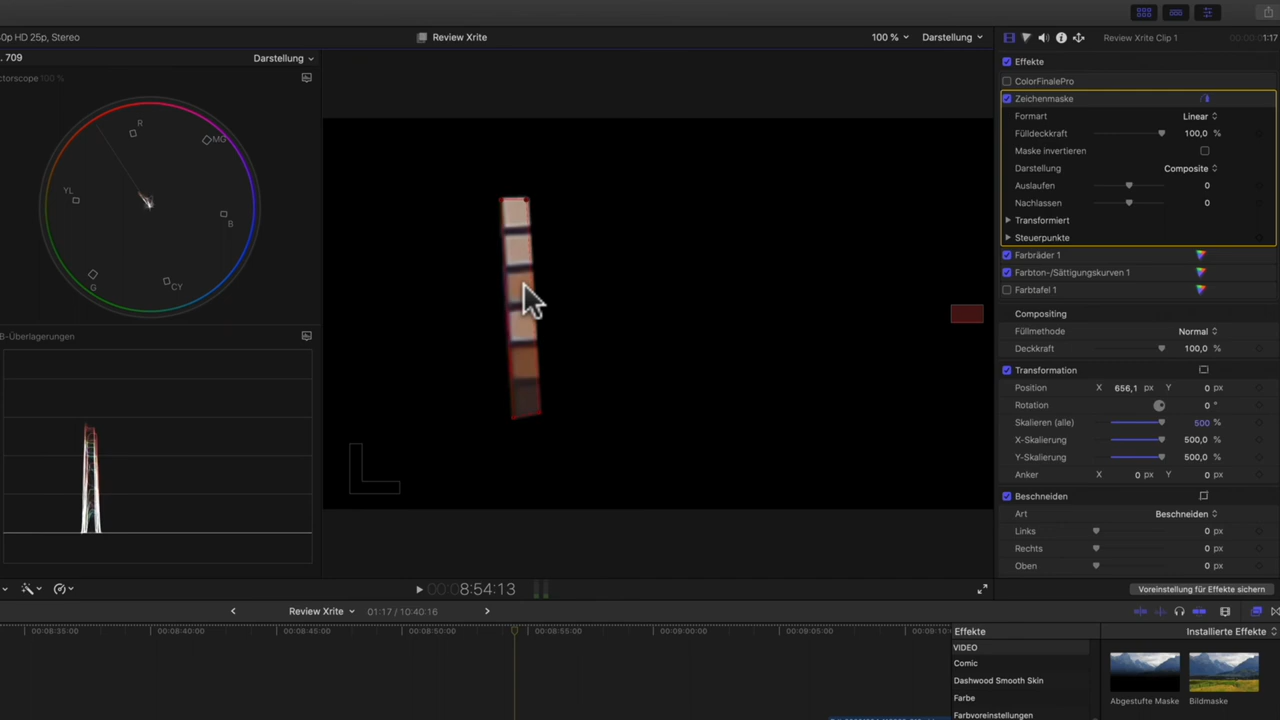 0p HD 25p, Stereo
Review Xrite
100 %
Darstellung
Review Xrite Clip 1
1:17
. 709
Darstellung
Effekte
ctorscope 100 %
ColorFinalePro
Zeichenmaske
Formart
Linear
R
MG
Fülldeckkraft
100,0 %
Maske invertieren
Darstellung
Composite
YL
Auslaufen
0
B
Nachlassen
0
Transformiert
Steuerpunkte
Farbräder 1
G
CY
Farbton-/Sättigungskurven 1
Farbtafel 1
Compositing
B-Überlagerungen
Füllmethode
Normal
Deckkraft
100,0 %
Transformation
Position
X 656,1 px Y 0 px
Rotation
0 °
Skalieren (alle)
500 %
X-Skalierung
500,0 %
Y-Skalierung
500,0 %
Anker
X 0 px Y 0 px
Beschneiden
Art
Beschneiden
Links
0 px
Rechts
0 px
Oben
0 px
00:08:54:13
Voreinstellung für Effekte sichern
Review Xrite
01:17 / 10:40:16
00:08:35:00
00:08:40:00
00:08:45:00
00:08:50:00
00:08:55:00
00:09:00:00
00:09:05:00
00:09:10
Effekte
Installierte Effekte
VIDEO
Comic
Dashwood Smooth Skin
Farbe
Farbvoreinstellungen
Abgestufte Maske
Bildmaske